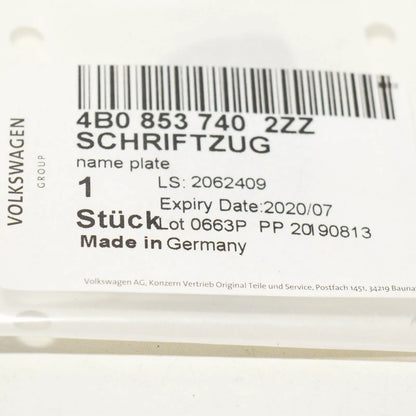 4B0 853 740 2ZZ
SCHRIFTZUG
name plate
1
LS: 2062409
Expiry Date:2020/07
Stück
Lot 0663P PP 20190813
Made in Germany
VOLKSWAGEN
GROUP
Volkswagen AG, Konzern Vertrieb Original Teile und Service, Postfach 1451, 34219 Bauna